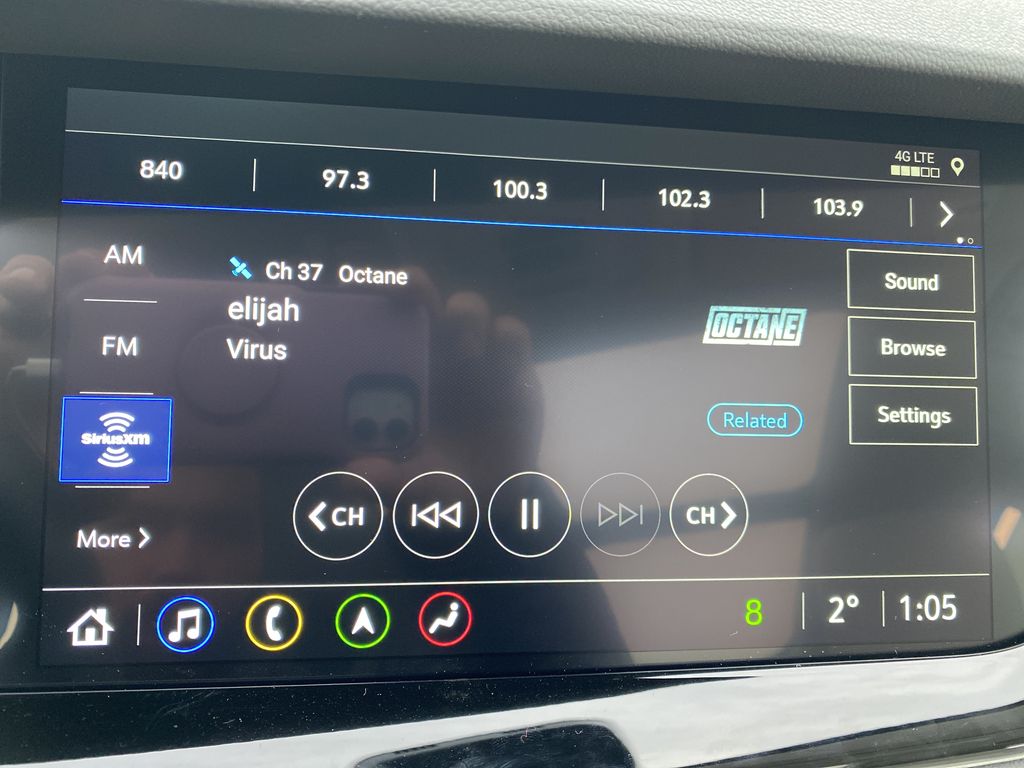 4G LTE
840 97.3 100.3 102.3 103.9
AM
Ch 37 Octane
elijah
Virus
OCTANE
Related
Sound
Browse
Settings
FM
SiriusXM
More
CH
CH
8 2° 1:05